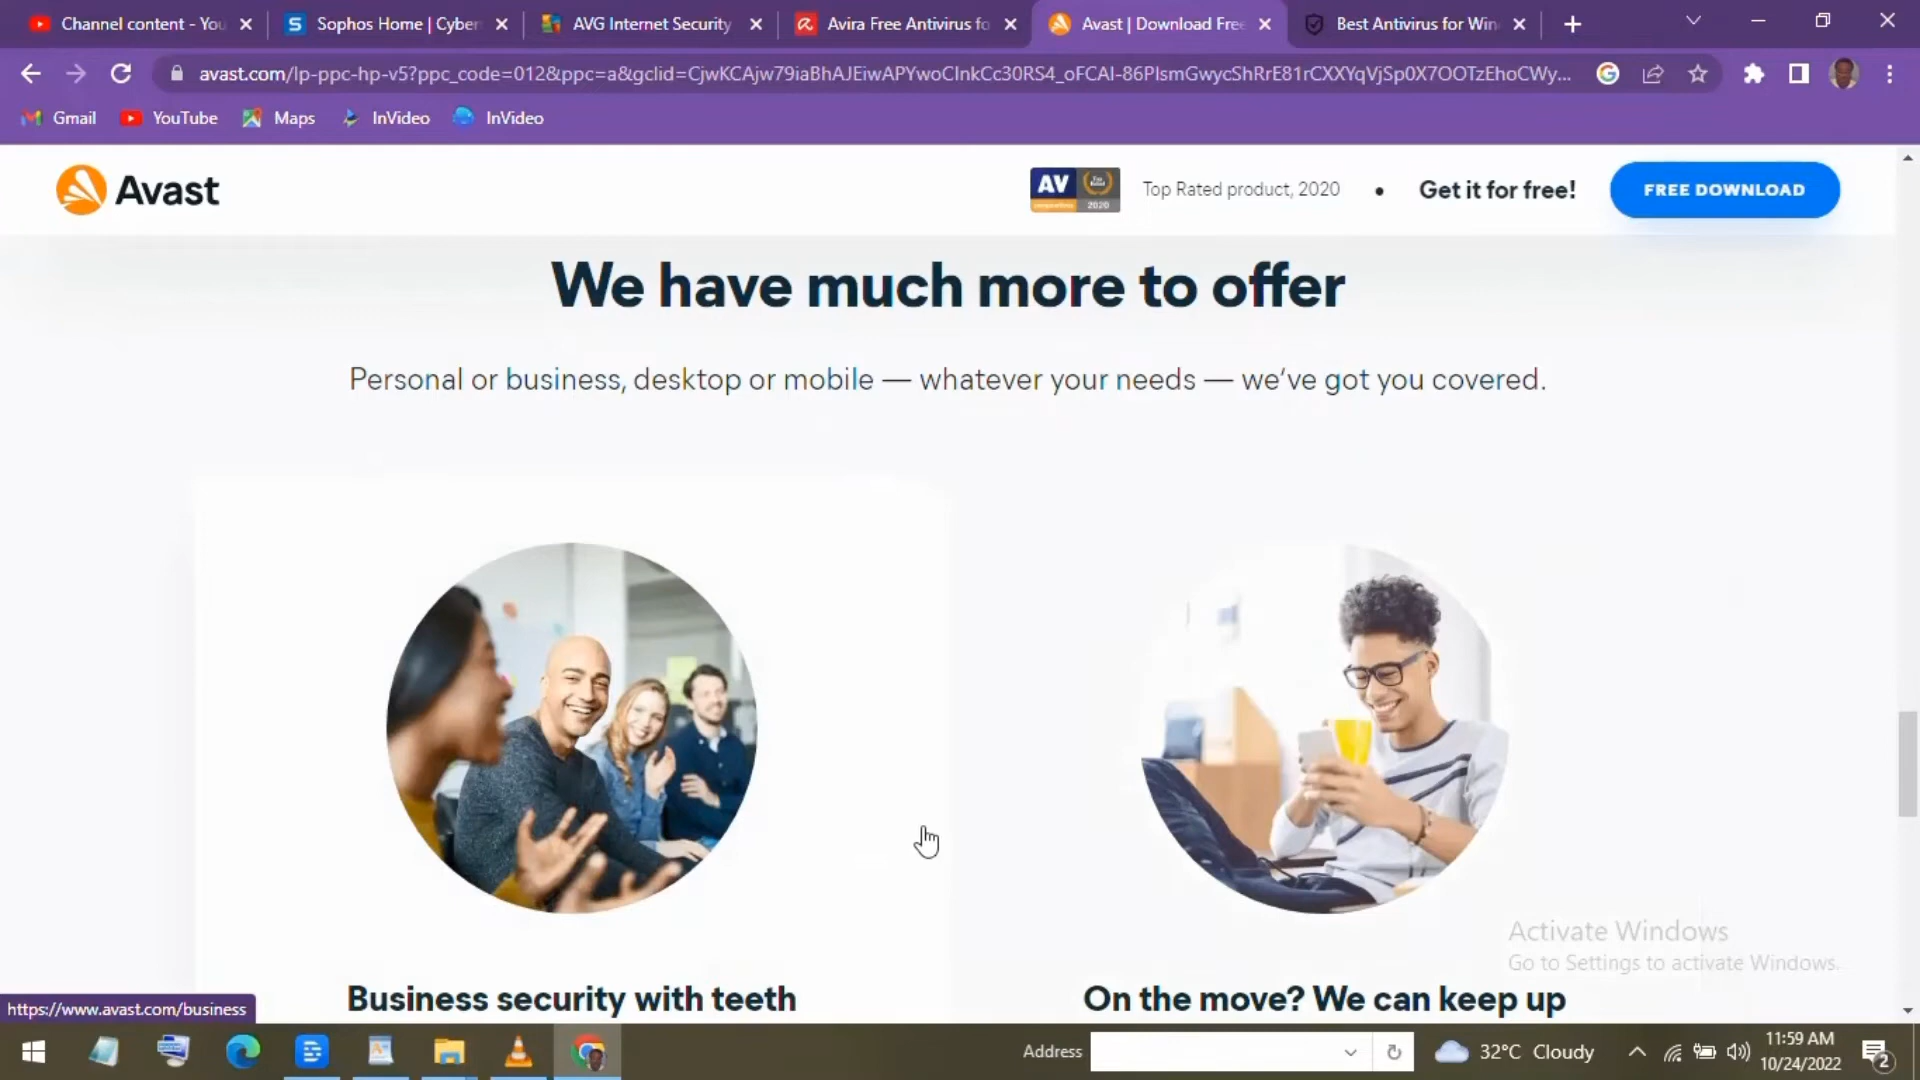 Channel content - You
Sophos Home | Cyber
AVG Internet Security
Avira Free Antivirus fo
Avast | Download Free
Best Antivirus for Win
avast.com/lp-ppc-hp-v5?ppc_code=012&ppc=a&gclid=CjwKCAjw79iaBhAJEiwAPYwoCInkCc30RS4_oFCAI-86PIsmGwycShRrE81rCXXYqVjSp0X7OOTzEhoCWy...
Gmail
YouTube
Maps
InVideo
InVideo
Avast
AV
2020
Top Rated product, 2020
•
Get it for free!
FREE DOWNLOAD
We have much more to offer
Personal or business, desktop or mobile — whatever your needs — we've got you covered.
Activate Windows
Go to Settings to activate Windows.
Business security with teeth
On the move? We can keep up
https://www.avast.com/business
Address
32°C Cloudy
11:59 AM
10/24/2022
2